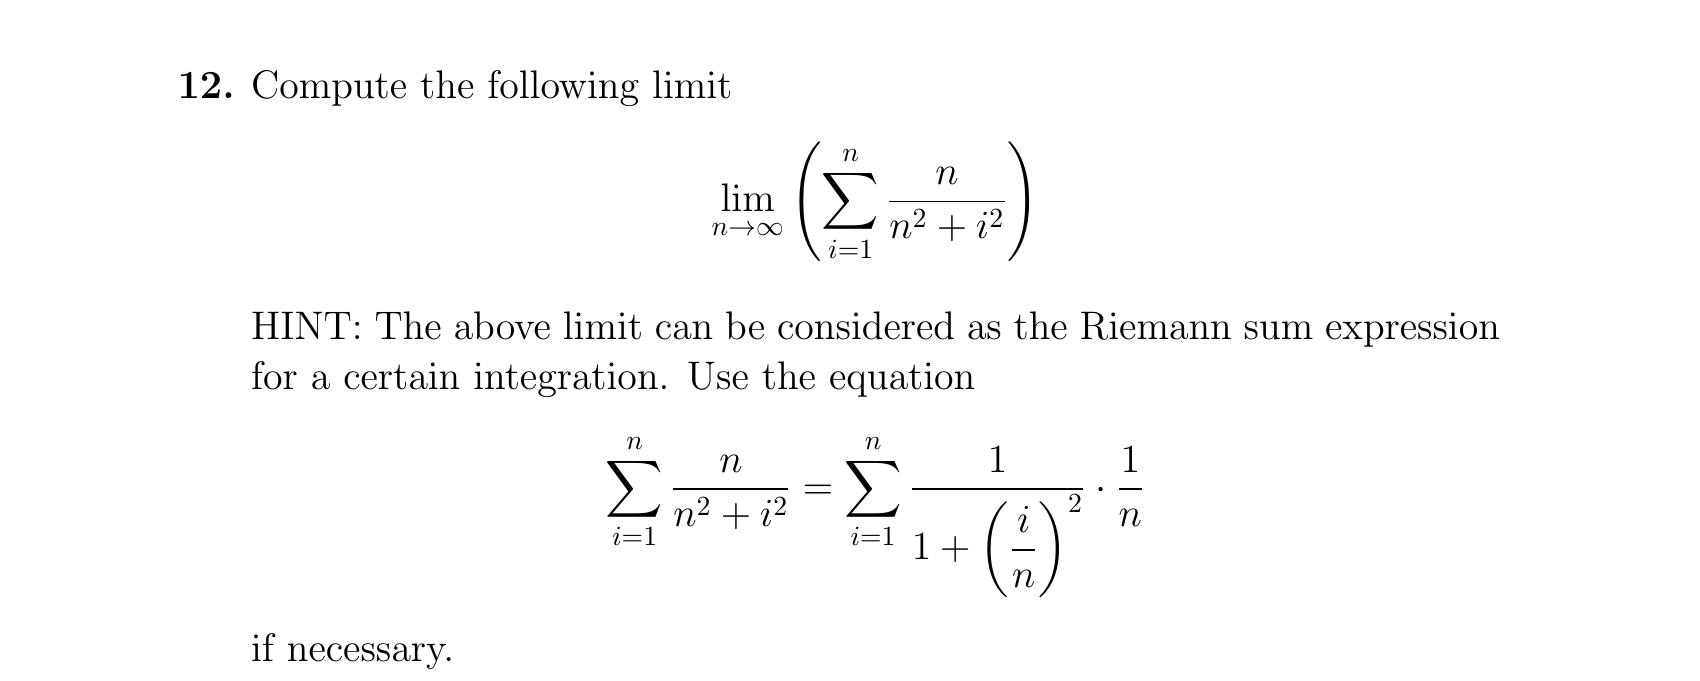 12. Compute the following limit
$$\lim_{n\to\infty}\left(\sum_{i=1}^{n}\frac{n}{n^2+i^2}\right)$$
HINT: The above limit can be considered as the Riemann sum expression
for a certain integration. Use the equation
$$\sum_{i=1}^{n}\frac{n}{n^2+i^2}=\sum_{i=1}^{n}\frac{1}{1+\left(\frac{i}{n}\right)^2}\cdot\frac{1}{n}$$
if necessary.